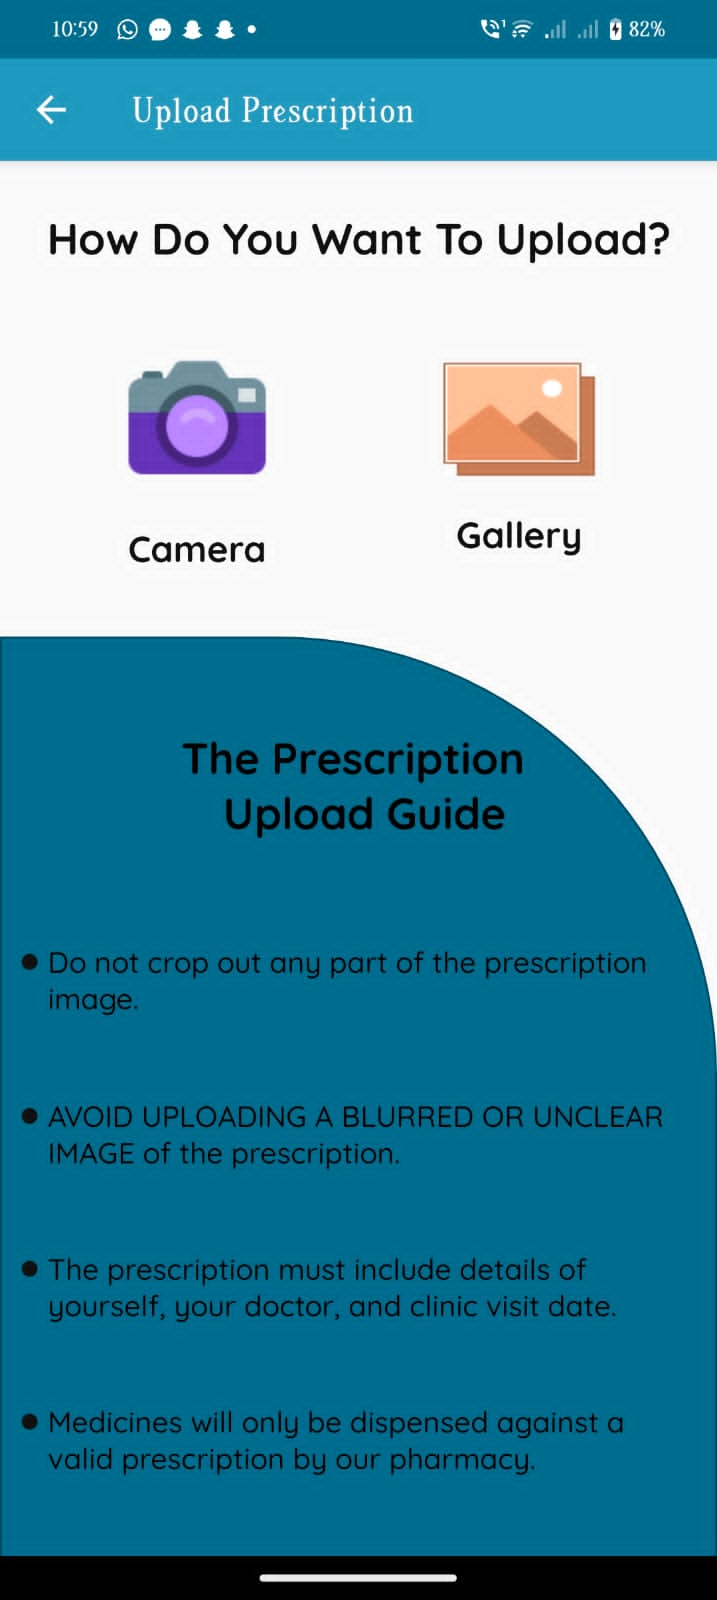 10:59
82%
Upload Prescription
How Do You Want To Upload?
Camera
Gallery
The Prescription
Upload Guide
● Do not crop out any part of the prescription
image.
● AVOID UPLOADING A BLURRED OR UNCLEAR
IMAGE of the prescription.
● The prescription must include details of
yourself, your doctor, and clinic visit date.
● Medicines will only be dispensed against a
valid prescription by our pharmacy.